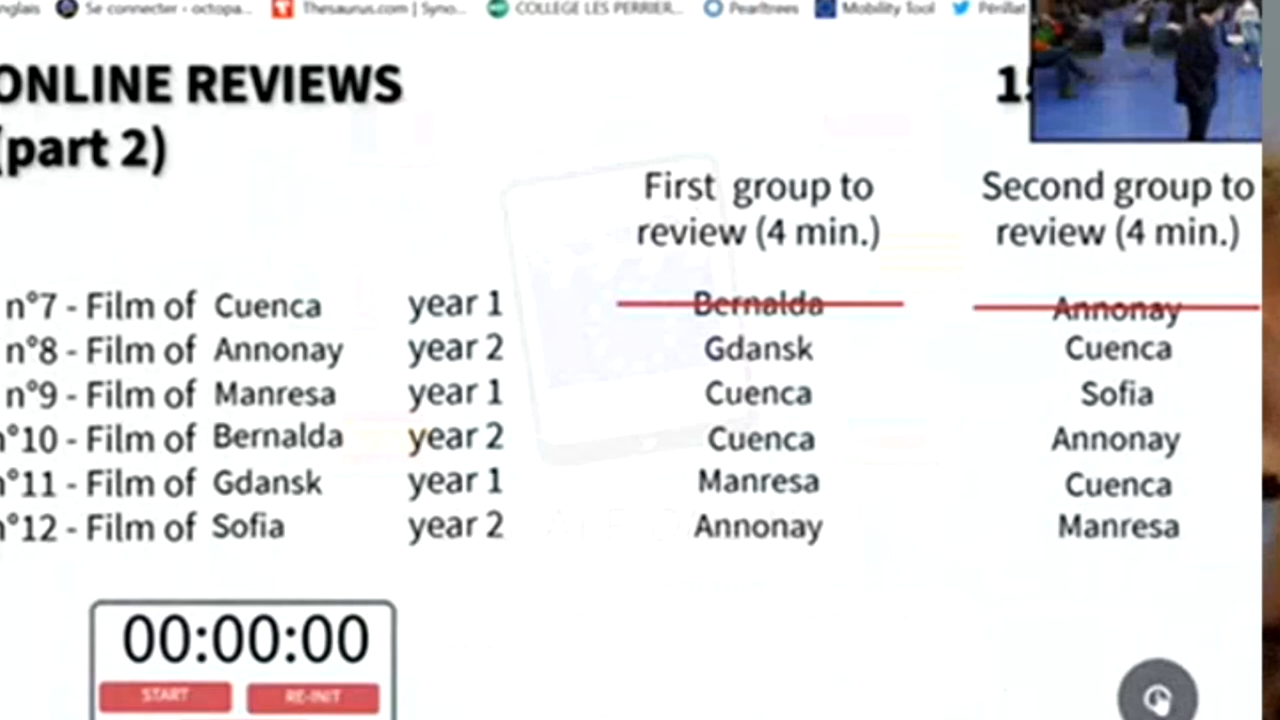 Se connecter - octopa...
Thesaurus.com | Syno...
COLLEGE LES PERRIER...
Pearltrees
Mobility Tool
ONLINE REVIEWS
(part 2)
First group to
review (4 min.)
Second group to
review (4 min.)
n°7 - Film of Cuenca year 1 Bernalda Annonay
n°8 - Film of Annonay year 2 Gdansk Cuenca
n°9 - Film of Manresa year 1 Cuenca Sofia
n°10 - Film of Bernalda year 2 Cuenca Annonay
n°11 - Film of Gdansk year 1 Manresa Cuenca
n°12 - Film of Sofia year 2 Annonay Manresa
00:00:00
START RE-INIT